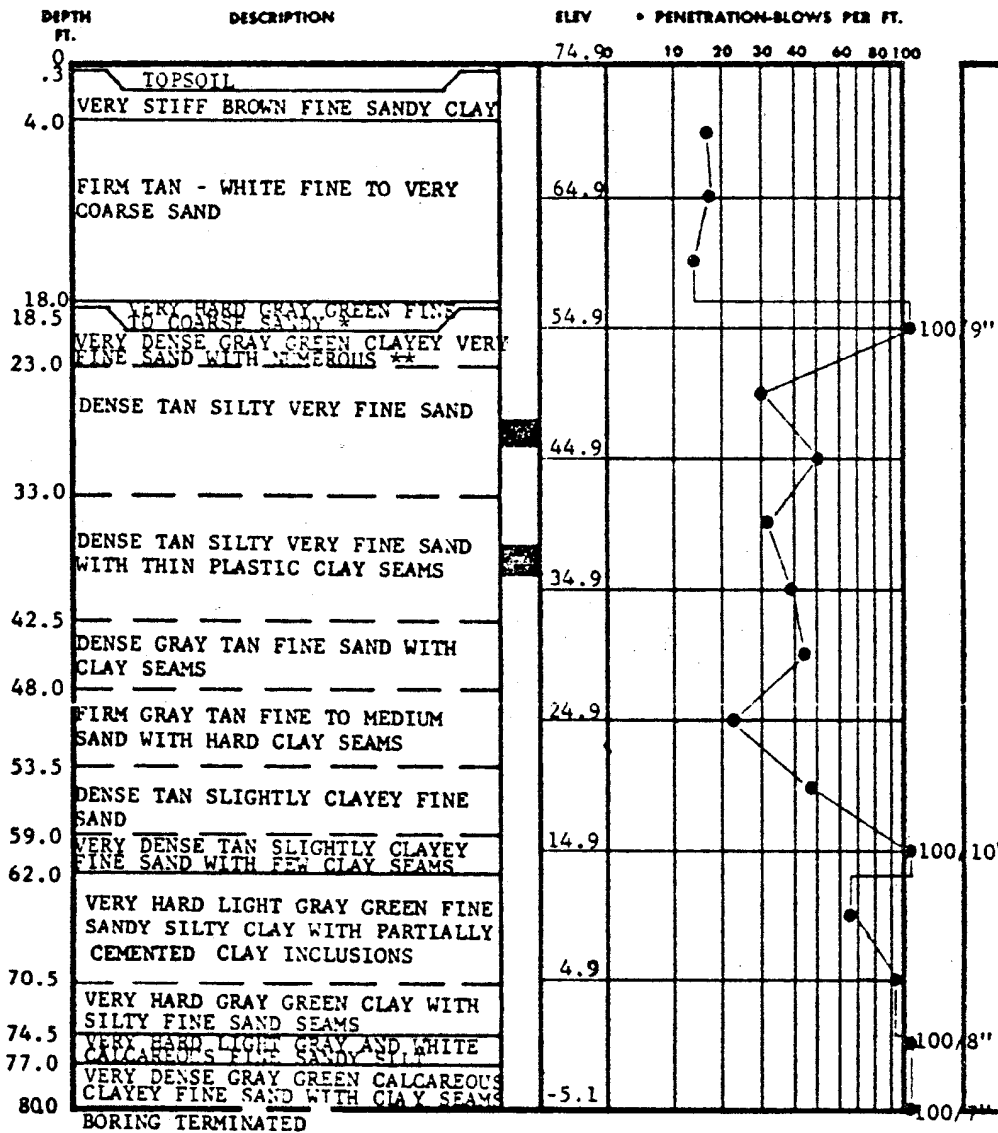 DEPTH FT. DESCRIPTION ELEV • PENETRATION-BLOWS PER FT.
0 74.9 0 10 20 30 40 60 80 100
.3 TOPSOIL
VERY STIFF BROWN FINE SANDY CLAY
4.0
FIRM TAN - WHITE FINE TO VERY
COARSE SAND
64.9
18.0
VERY HARD GRAY GREEN FINE
18.5
TO COARSE SANDY *
54.9 100/9"
VERY DENSE GRAY GREEN CLAYEY VERY
FINE SAND WITH NUMEROUS **
23.0
DENSE TAN SILTY VERY FINE SAND
44.9
33.0
DENSE TAN SILTY VERY FINE SAND
WITH THIN PLASTIC CLAY SEAMS
34.9
42.5
DENSE GRAY TAN FINE SAND WITH
CLAY SEAMS
48.0
FIRM GRAY TAN FINE TO MEDIUM
SAND WITH HARD CLAY SEAMS
24.9
53.5
DENSE TAN SLIGHTLY CLAYEY FINE
SAND
59.0
VERY DENSE TAN SLIGHTLY CLAYEY
FINE SAND WITH FEW CLAY SEAMS
14.9 100/10"
62.0
VERY HARD LIGHT GRAY GREEN FINE
SANDY SILTY CLAY WITH PARTIALLY
CEMENTED CLAY INCLUSIONS
70.5 4.9
VERY HARD GRAY GREEN CLAY WITH
SILTY FINE SAND SEAMS
74.5
VERY HARD LIGHT GRAY AND WHITE
CALCAREOUS FINE SANDY SILT
100/8"
77.0
VERY DENSE GRAY GREEN CALCAREOUS
CLAYEY FINE SAND WITH CLAY SEAMS
80.0 -5.1 100/7"
BORING TERMINATED